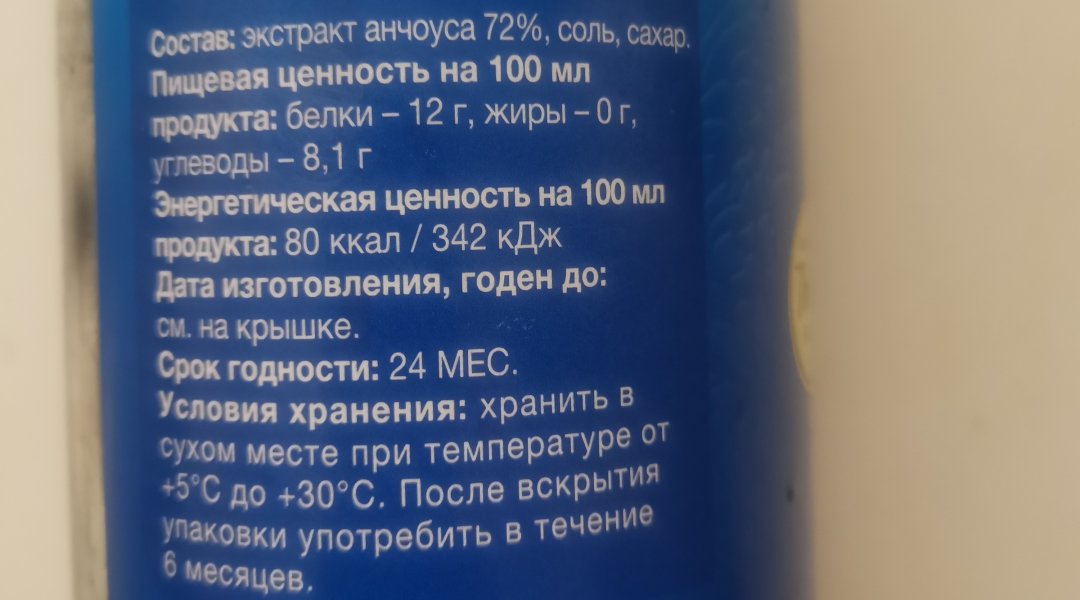 Состав: экстракт анчоуса 72%, соль, сахар.
Пищевая ценность на 100 мл
продукта: белки – 12 г, жиры – 0 г,
углеводы – 8,1 г
Энергетическая ценность на 100 мл
продукта: 80 ккал / 342 кДж
Дата изготовления, годен до:
см. на крышке.
Срок годности: 24 МЕС.
Условия хранения: хранить в
сухом месте при температуре от
+5°С до +30°С. После вскрытия
упаковки употребить в течение
6 месяцев.